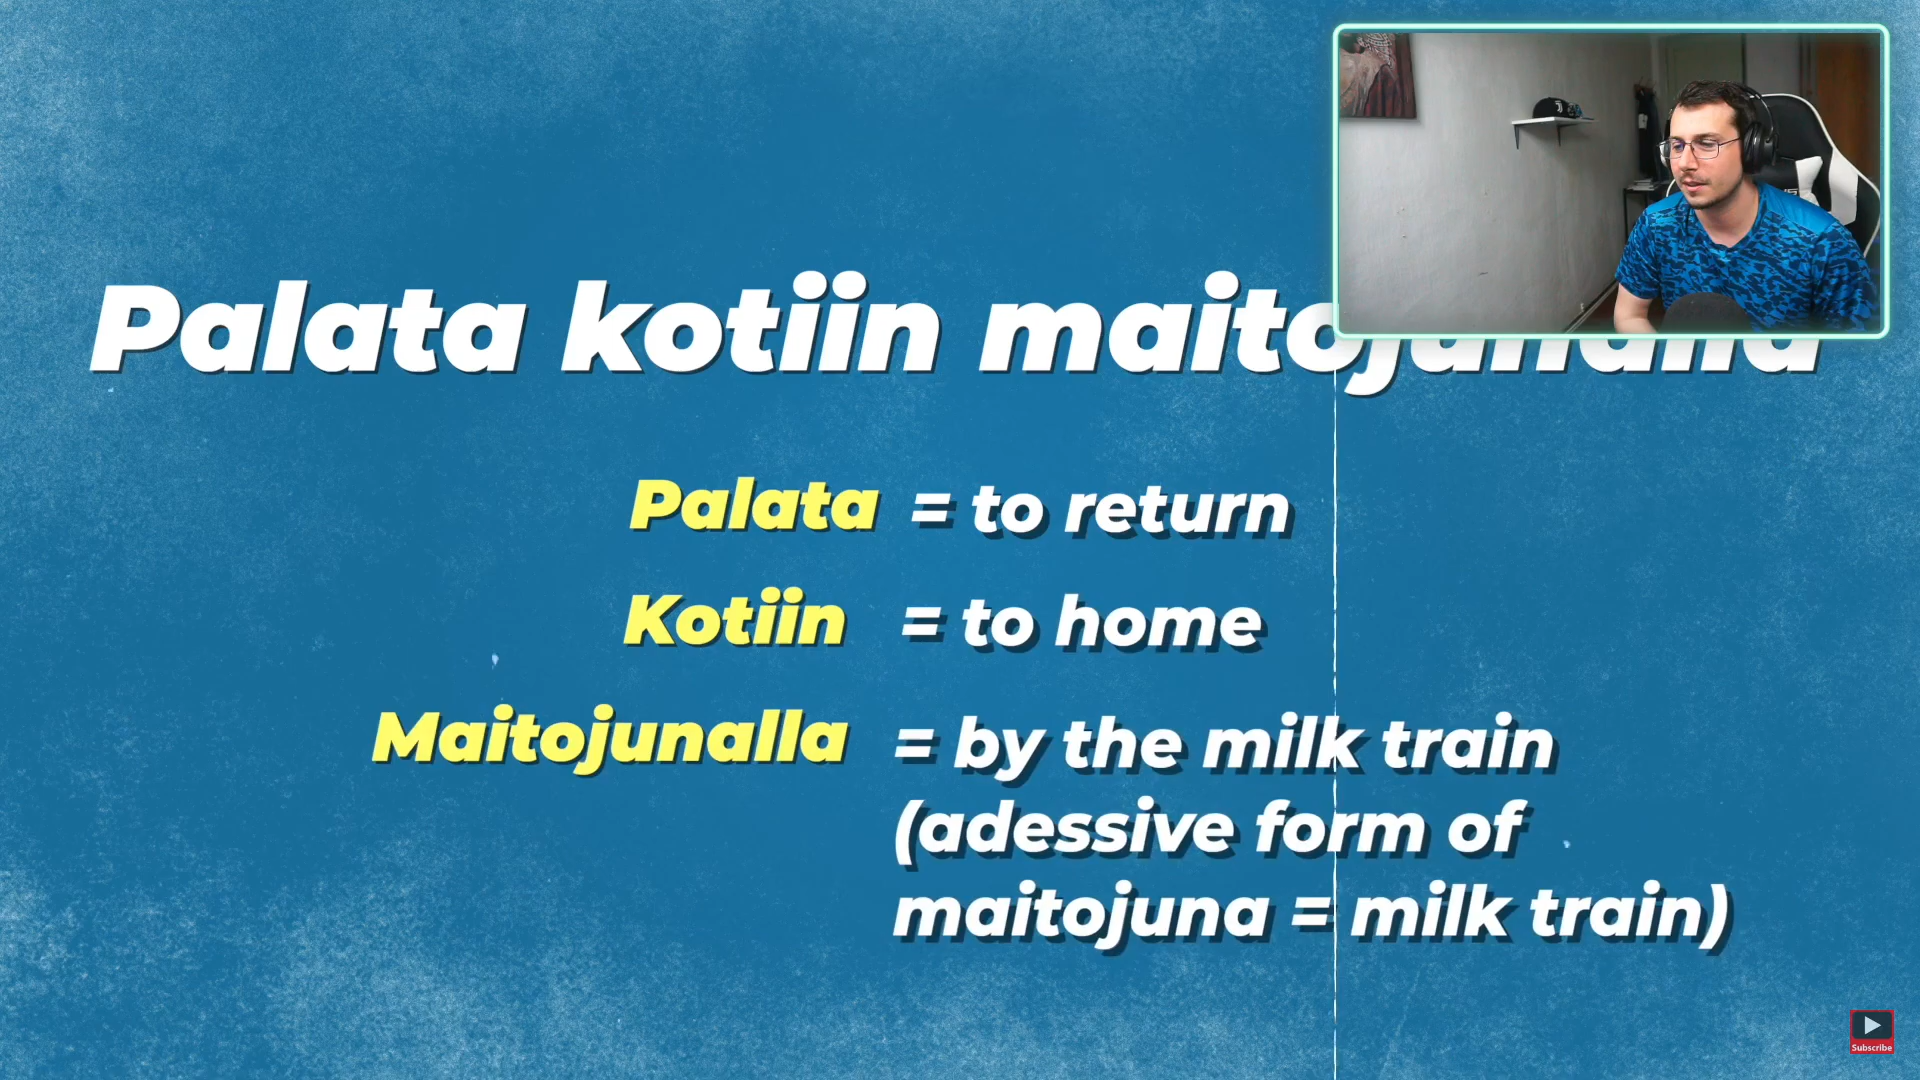 Palata kotiin maitojunalla
Palata = to return
Kotiin = to home
Maitojunalla = by the milk train
(adessive form of
maitojuna = milk train)
Subscribe